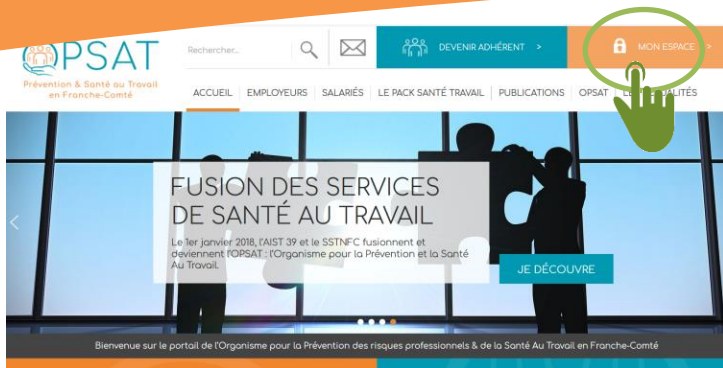 OPSAT
Prévention & Santé au Travail
en Franche-Comté
Rechercher...
DEVENIR ADHÉRENT >
MON ESPACE >
ACCUEIL EMPLOYEURS SALARIÉS LE PACK SANTÉ TRAVAIL PUBLICATIONS OPSAT
FUSION DES SERVICES
DE SANTÉ AU TRAVAIL
Le 1er janvier 2018, l'AIST 39 et le SSTNFC fusionnent et
deviennent l'OPSAT : l'Organisme pour la Prévention et la Santé
Au Travail.
JE DÉCOUVRE
Bienvenue sur le portail de l'Organisme pour la Prévention des risques professionnels & de la Santé Au Travail en Franche-Comté